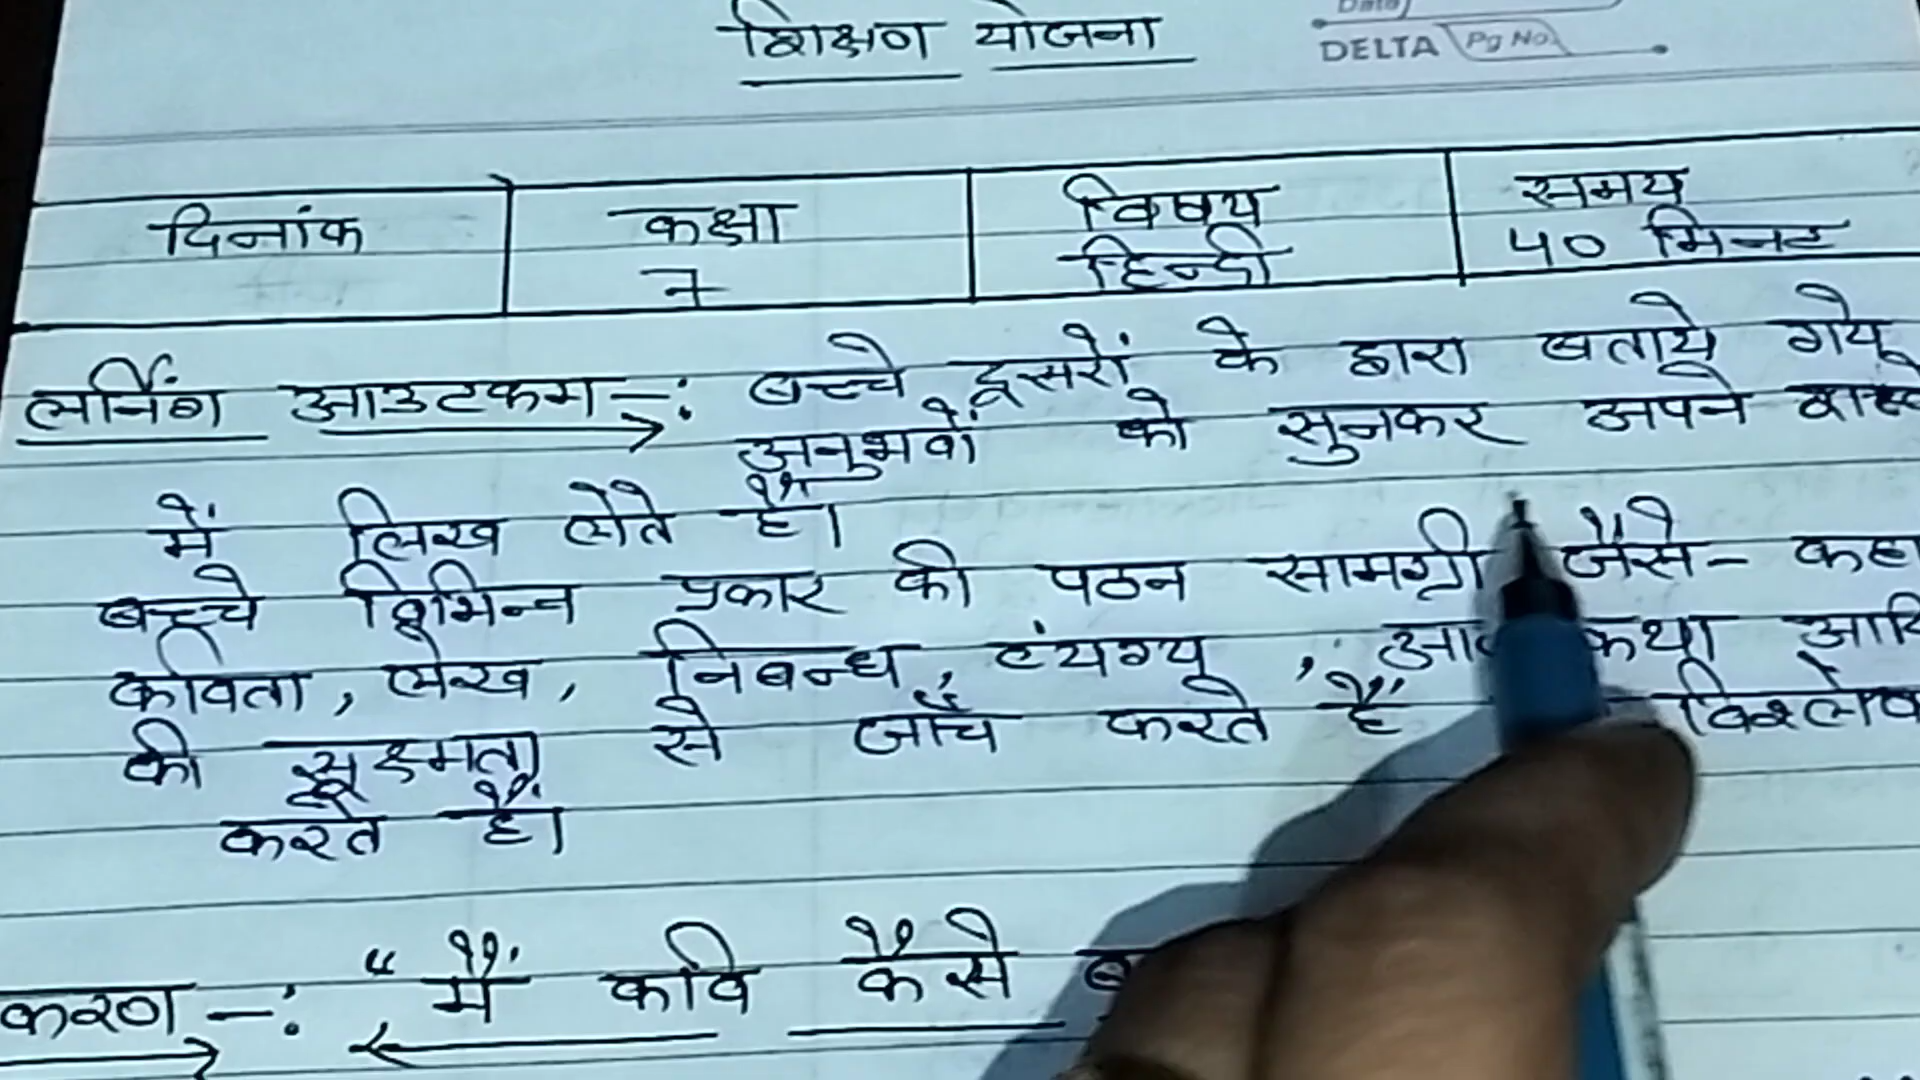 शिक्षण योजना
DELTA Pg No.
दिनांक कक्षा विषय समय
7 हिन्दी 40 मिनट
लर्निंग आउटकम -: बच्चे दूसरों के द्वारा बताये गये
अनुभवों को सुनकर अपने
में लिख लेते हैं।
बच्चे विभिन्न प्रकार की पठन सामग्री जैसे -
कविता, लेख, निबन्ध, व्यंग्य,
की सूक्ष्मता से जाँच करते हैं
करते हैं।
करण -: "मैं कवि कैसे